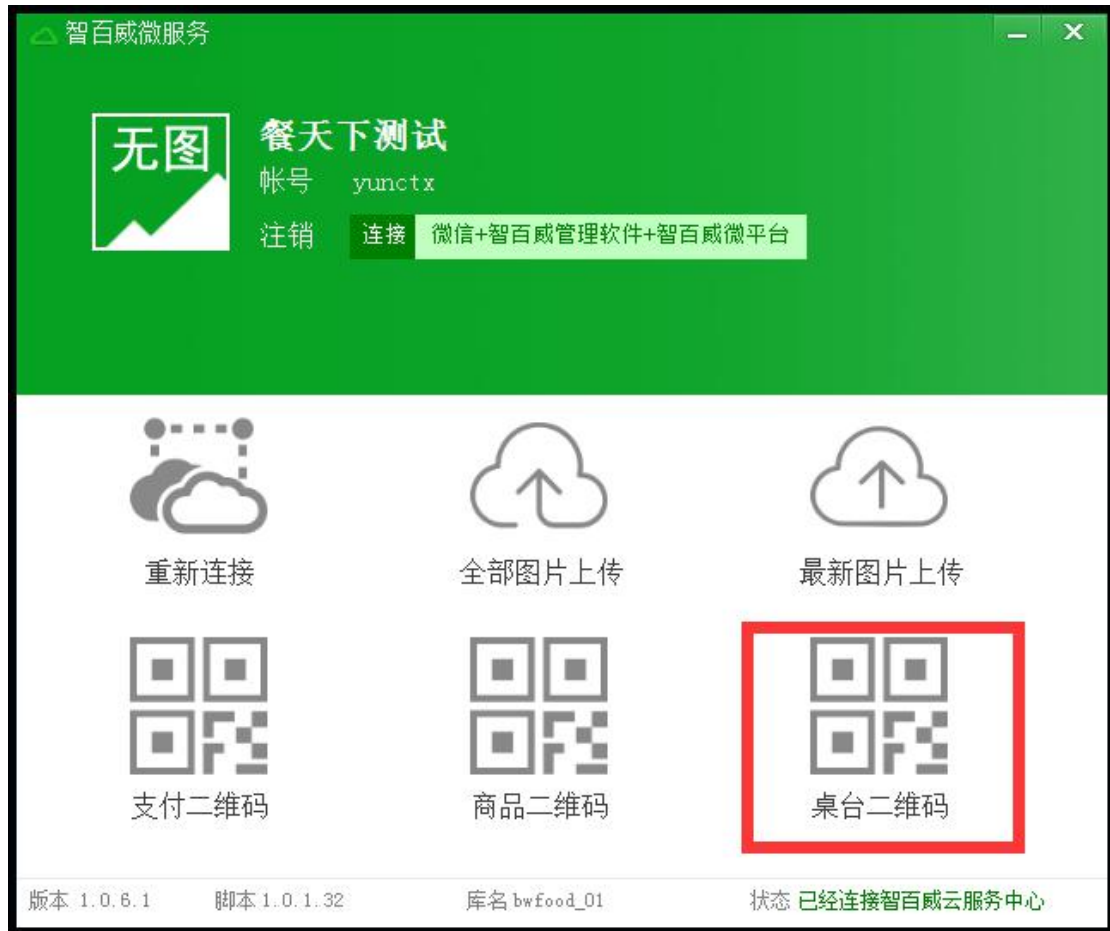 智百威微服务
无图
餐天下测试
帐号 yunctx
注销 连接 微信+智百威管理软件+智百威微平台
重新连接 全部图片上传 最新图片上传
支付二维码 商品二维码 桌台二维码
版本 1.0.6.1 脚本 1.0.1.32 库名 bwfood_01 状态 已经连接智百威云服务中心